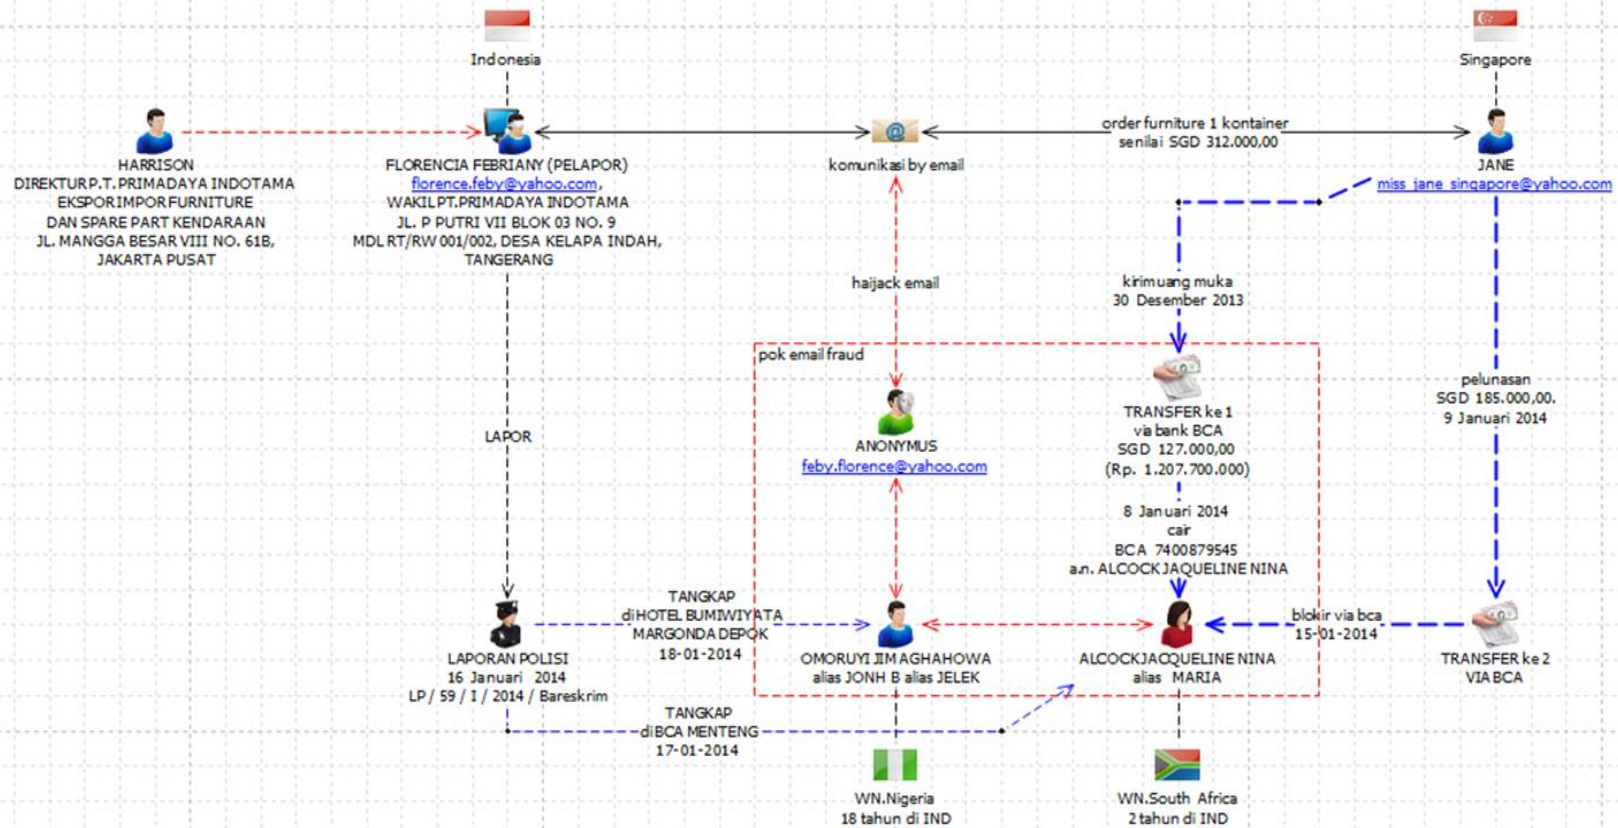 Indonesia
Singapore
HARRISON
DIREKTUR P.T. PRIMADAYA INDOTAMA
EKSPOR IMPOR FURNITURE
DAN SPARE PART KENDARAAN
JL. MANGGA BESAR VIII NO. 61B,
JAKARTA PUSAT
FLORENCIA FEBRIANY (PELAPOR)
florence.feby@yahoo.com,
WAKIL PT.PRIMADAYA INDOTAMA
JL. P PUTRI VII BLOK 03 NO. 9
MDL RT/RW 001/002, DESA KELAPA INDAH,
TANGERANG
komunikasi by email
order furniture 1 kontainer
senilai SGD 312.000,00
JANE
miss_jane_singapore@yahoo.com
haijack email
kirim uang muka
30 Desember 2013
pok email fraud
TRANSFER ke 1
via bank BCA
SGD 127.000,00
(Rp. 1.207.700.000)
pelunasan
SGD 185.000,00.
9 Januari 2014
LAPOR
ANONYMUS
feby.florence@yahoo.com
8 Januari 2014
cair
BCA 7400879545
a.n. ALCOCK JAQUELINE NINA
TANGKAP
di HOTEL BUMIWIYATA
MARGONDA DEPOK
18-01-2014
blokir via bca
15-01-2014
LAPORAN POLISI
16 Januari 2014
LP / 59 / I / 2014 / Bareskrim
OMORUYI JIM AGHAHOWA
alias JONH B alias JELEK
ALCOCK JACQUELINE NINA
alias MARIA
TRANSFER ke 2
VIA BCA
TANGKAP
di BCA MENTENG
17-01-2014
WN.Nigeria
18 tahun di IND
WN.South Africa
2 tahun di IND